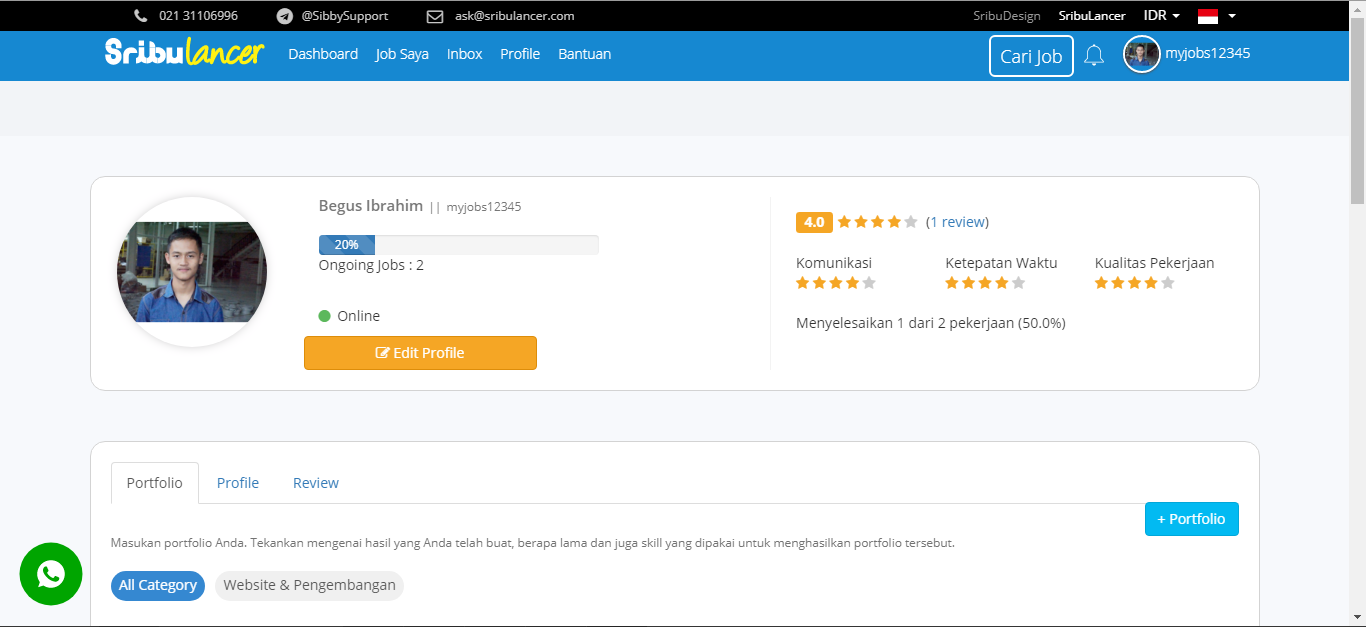 021 31106996 @SibbySupport ask@sribulancer.com SribuDesign SribuLancer IDR
Sribulancer Dashboard Job Saya Inbox Profile Bantuan Cari Job myjobs12345
Begus Ibrahim || myjobs12345
20%
Ongoing Jobs : 2
Online
Edit Profile
4.0 (1 review)
Komunikasi Ketepatan Waktu Kualitas Pekerjaan
Menyelesaikan 1 dari 2 pekerjaan (50.0%)
Portfolio Profile Review
+ Portfolio
Masukan portfolio Anda. Tekankan mengenai hasil yang Anda telah buat, berapa lama dan juga skill yang dipakai untuk menghasilkan portfolio tersebut.
All Category Website & Pengembangan